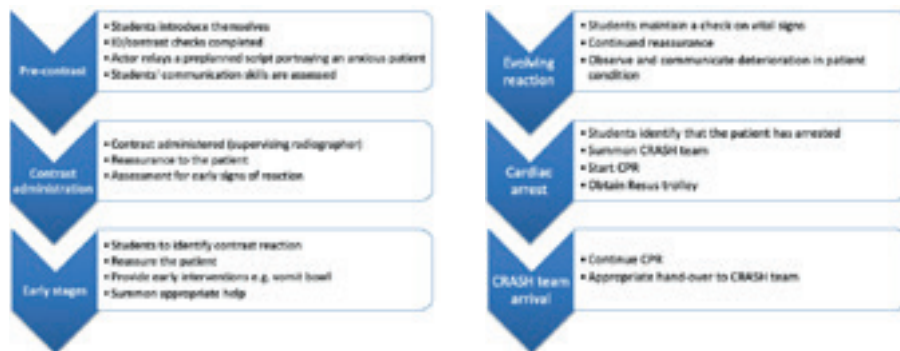 Pre-contrast
• Students introduce themselves
• ID/contrast checks completed
• Actor relays a preplanned script portraying an anxious patient
• Students' communication skills are assessed
Contrast
administration
• Contrast administered (supervising radiographer)
• Reassurance to the patient
• Assessment for early signs of reaction
Early stages
• Students to identify contrast reaction
• Reassure the patient
• Provide early interventions e.g. vomit bowl
• Summon appropriate help
Evolving
reaction
• Students maintain a check on vital signs
• Continued reassurance
• Observe and communicate deterioration in patient
condition
Cardiac
arrest
• Students identify that the patient has arrested
• Summon CRASH team
• Start CPR
• Obtain Resus trolley
CRASH team
arrival
• Continue CPR
• Appropriate hand-over to CRASH team